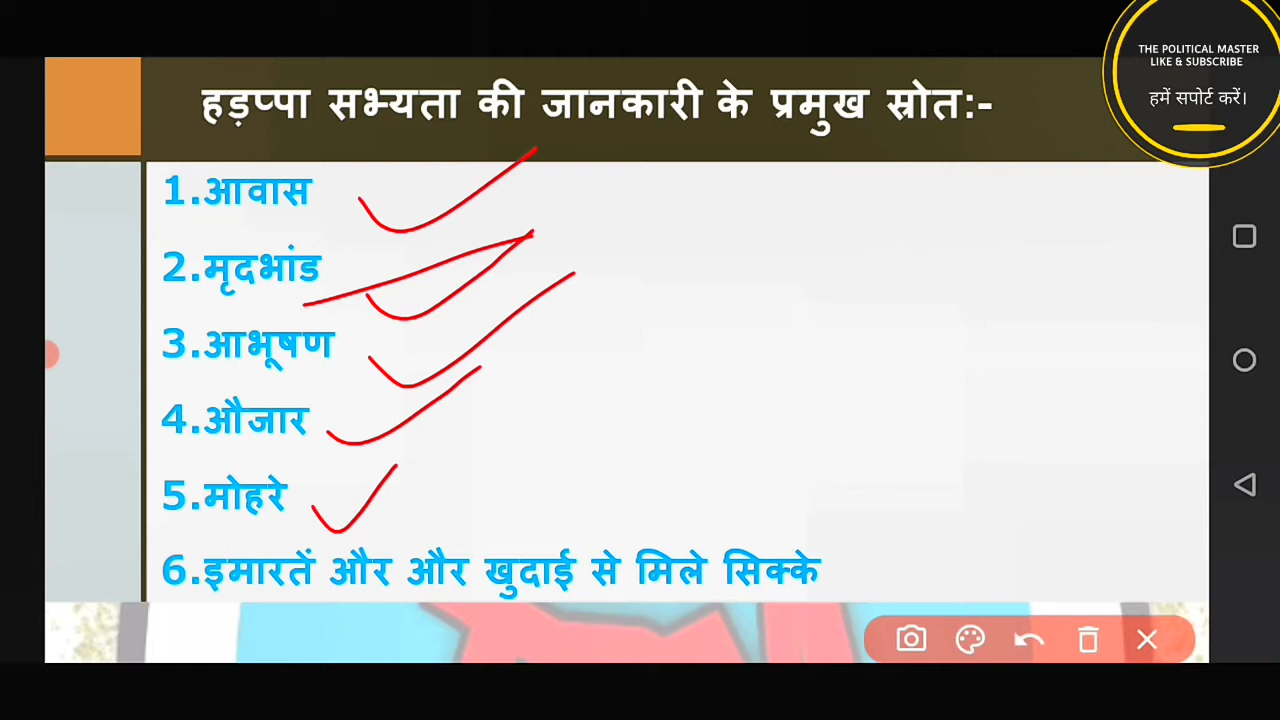 हड़प्पा सभ्यता की जानकारी के प्रमुख स्रोत:-
THE POLITICAL MASTER
LIKE & SUBSCRIBE
हमें सपोर्ट करें।
1.आवास
2.मृदभांड
3.आभूषण
4.औजार
5.मोहरे
6.इमारतें और और खुदाई से मिले सिक्के